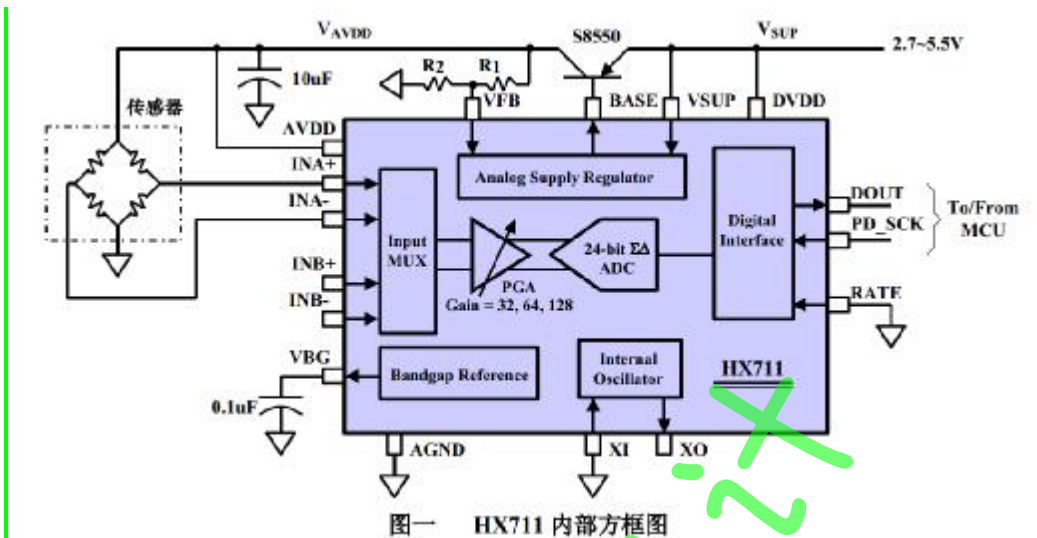 VAVDD
S8550
VSUP
2.7~5.5V
R2
R1
10uF
VFB
BASE
VSUP
DVDD
传感器
AVDD
INA+
INA-
Analog Supply Regulator
DOUT
To/From
MCU
PD_SCK
Input
MUX
24-bit ΣΔ
ADC
Digital
Interface
INB+
PGA
Gain = 32, 64, 128
INB-
RATE
VBG
Bandgap Reference
Internal
Oscillator
HX711
0.1uF
AGND
XI
XO
图一 HX711 内部方框图